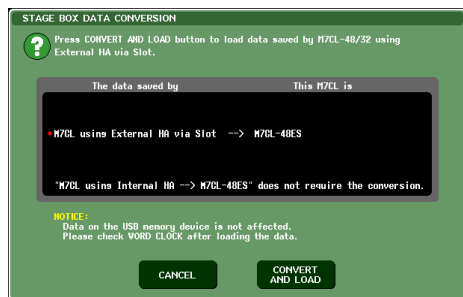 STAGE BOX DATA CONVERSION
?
Press CONVERT AND LOAD button to load data saved by M7CL-48/32 using
External HA via Slot.
The data saved by This M7CL is
M7CL using External HA via Slot --> M7CL-48ES
"M7CL using Internal HA --> M7CL-48ES" does not require the conversion.
NOTICE:
Data on the USB memory device is not affected.
Please check WORD CLOCK after loading the data.
CANCEL
CONVERT
AND LOAD